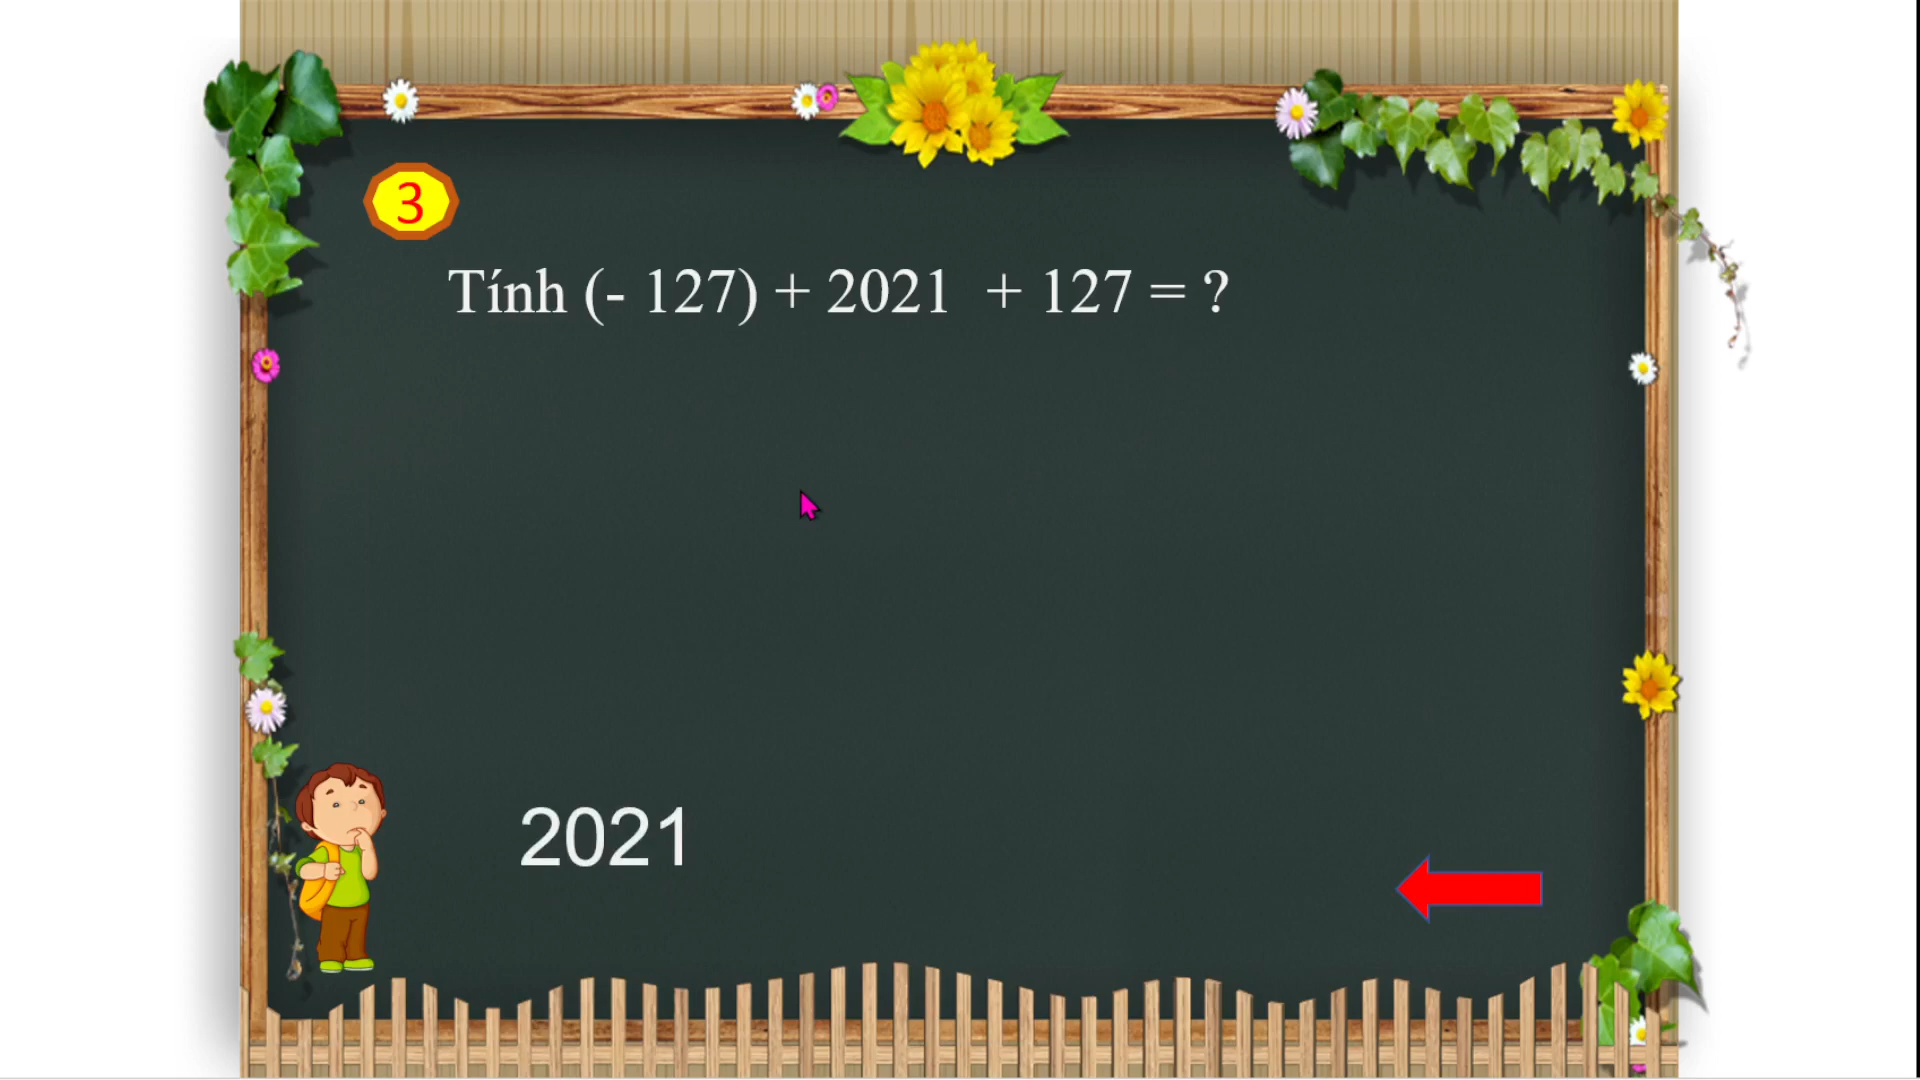 3
Tính (- 127) + 2021 + 127 = ?
2021